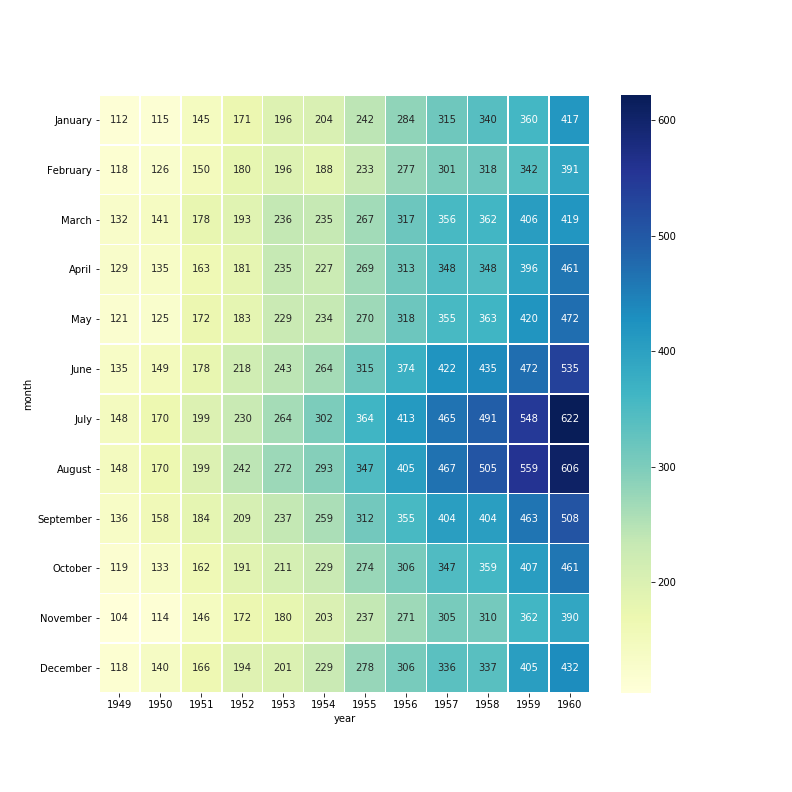 January 112 115 145 171 196 204 242 284 315 340 360 417
600
February 118 126 150 180 196 188 233 277 301 318 342 391
March 132 141 178 193 236 235 267 317 356 362 406 419
500
April 129 135 163 181 235 227 269 313 348 348 396 461
May 121 125 172 183 229 234 270 318 355 363 420 472
400
June 135 149 178 218 243 264 315 374 422 435 472 535
month
July 148 170 199 230 264 302 364 413 465 491 548 622
August 148 170 199 242 272 293 347 405 467 505 559 606
300
September 136 158 184 209 237 259 312 355 404 404 463 508
October 119 133 162 191 211 229 274 306 347 359 407 461
200
November 104 114 146 172 180 203 237 271 305 310 362 390
December 118 140 166 194 201 229 278 306 336 337 405 432
1949 1950 1951 1952 1953 1954 1955 1956 1957 1958 1959 1960
year